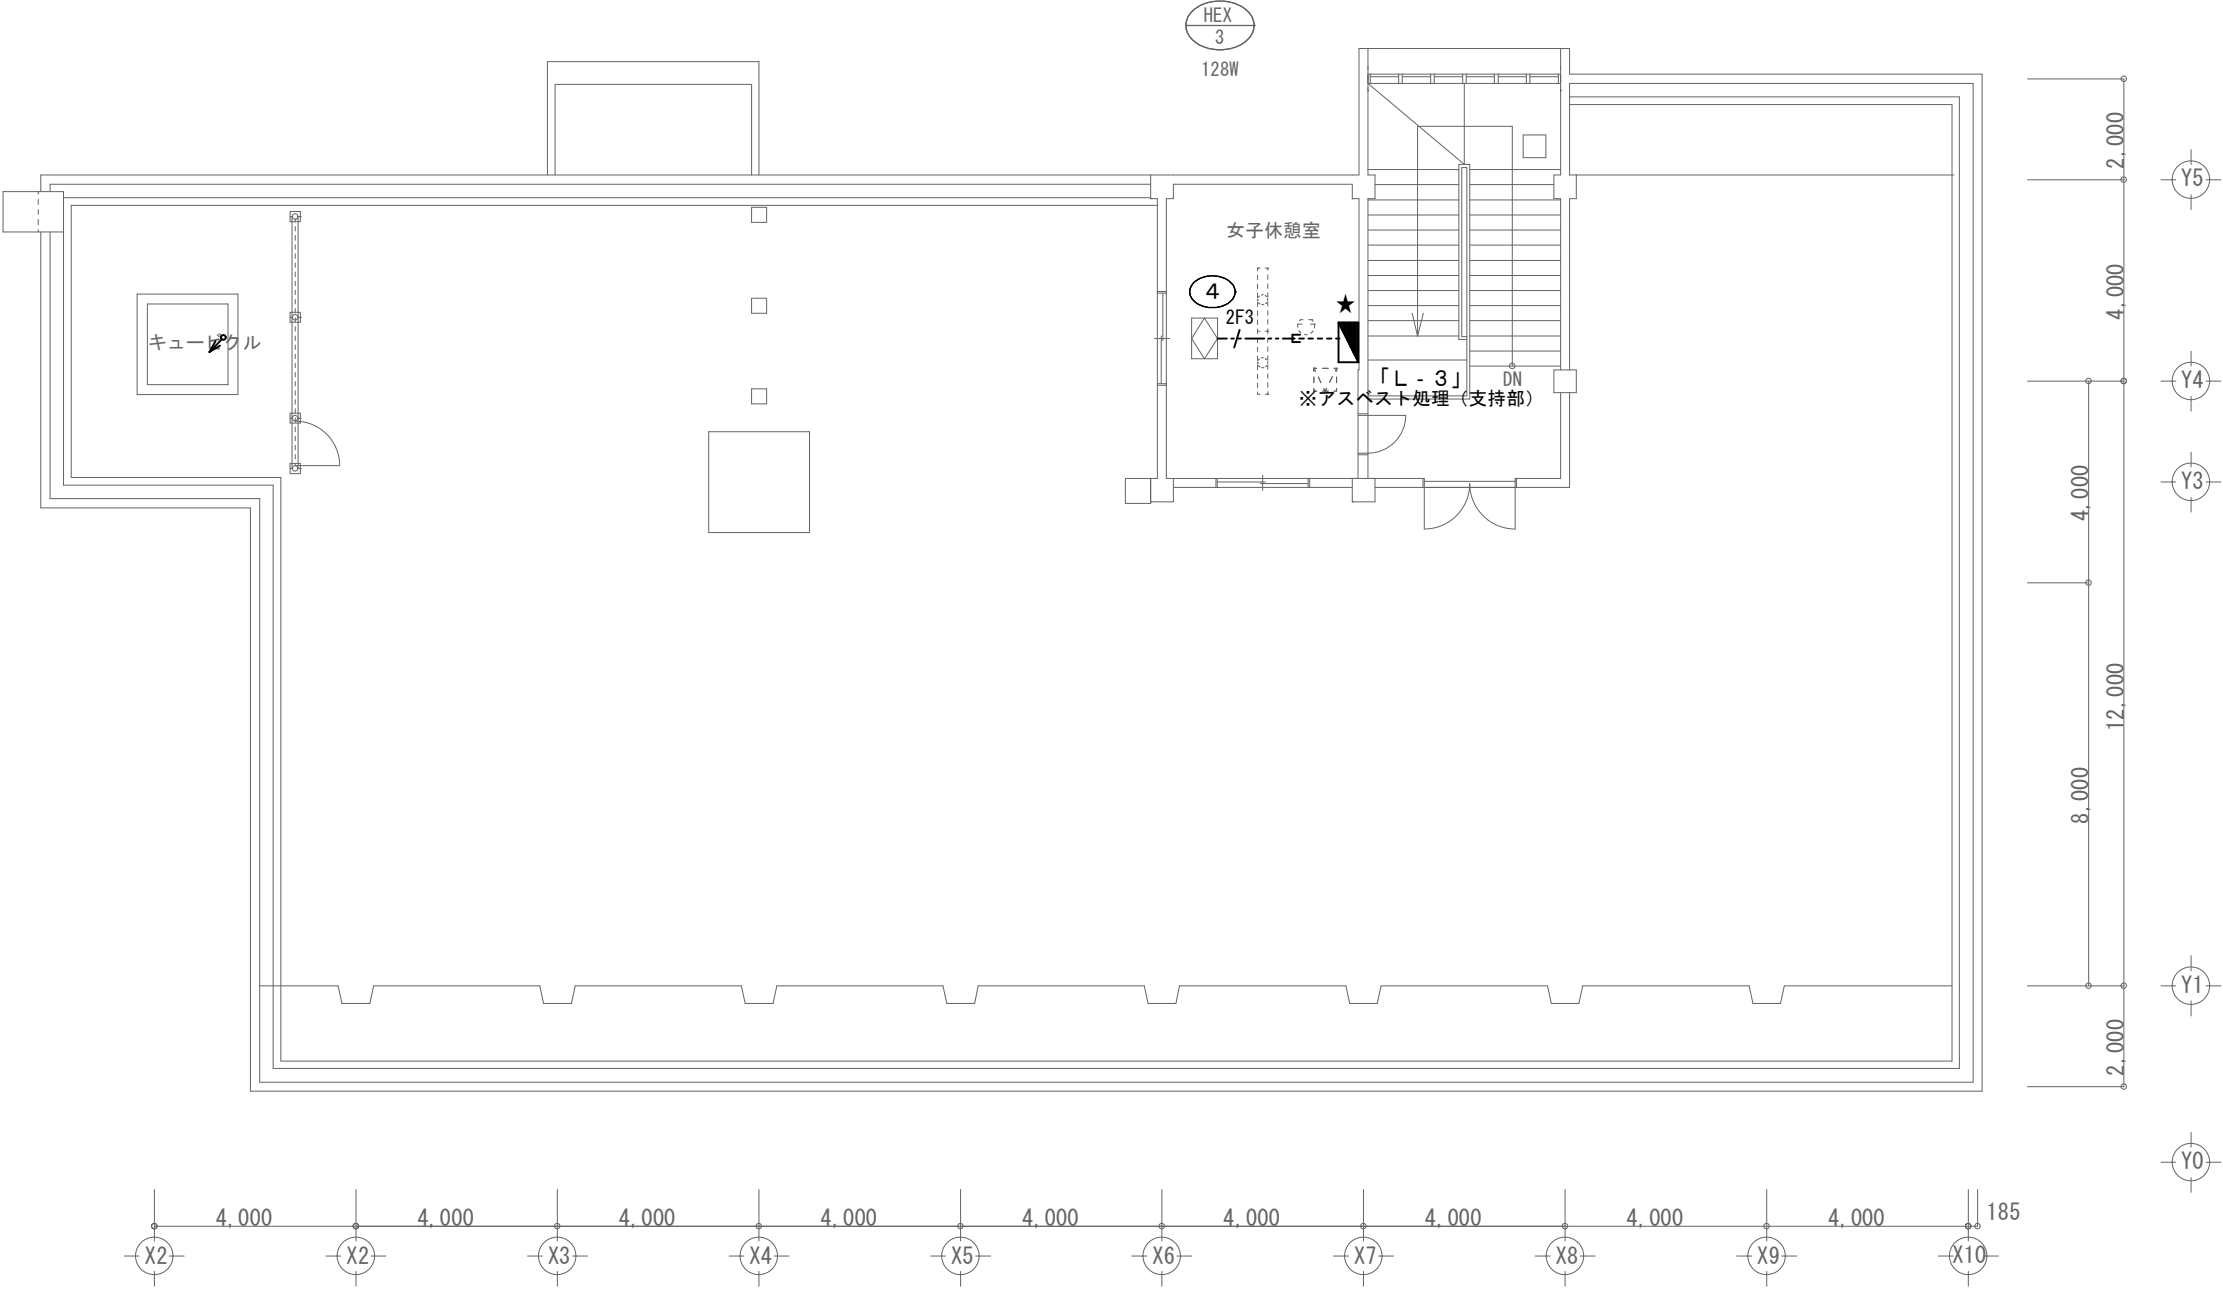 HEX
3
128W
2,000
Y5
女子休憩室
4
2F3
★
4,000
キュービクル
「L-3」
DN
※アスベスト処理（支持部）
Y4
4,000
Y3
12,000
8,000
Y1
2,000
Y0
4,000 4,000 4,000 4,000 4,000 4,000 4,000 4,000 4,000 185
X2 X2 X3 X4 X5 X6 X7 X8 X9 X10